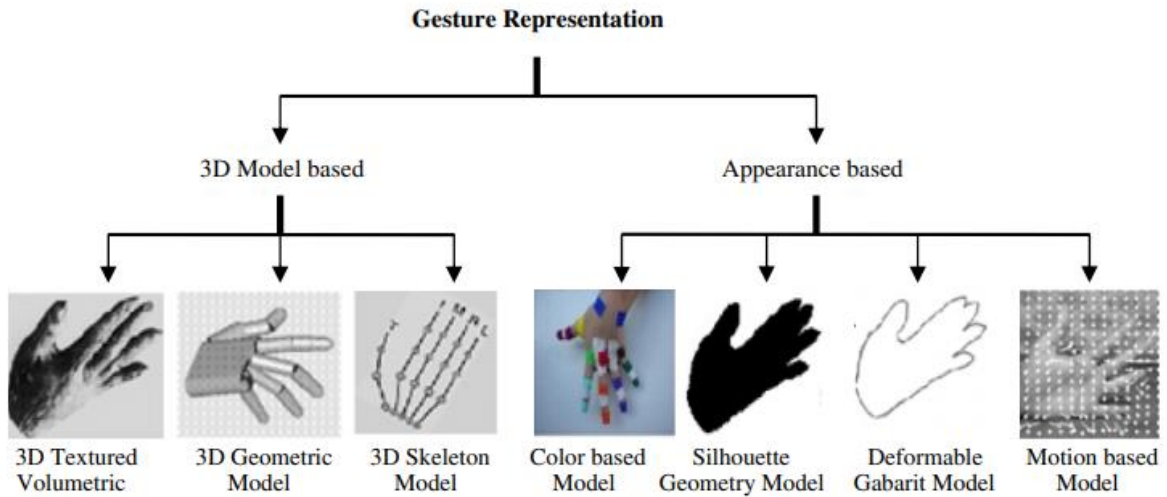 Gesture Representation
3D Model based
Appearance based
3D Textured Volumetric
3D Geometric Model
3D Skeleton Model
Color based Model
Silhouette Geometry Model
Deformable Gabarit Model
Motion based Model